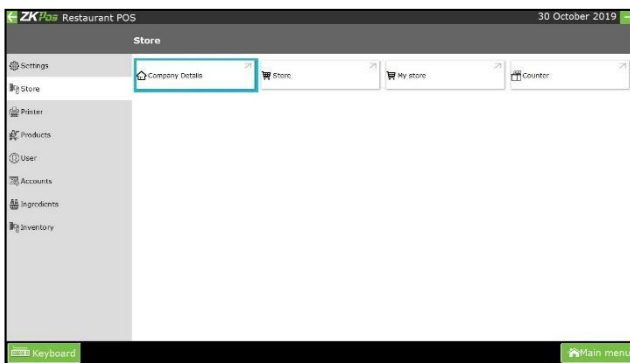 ZKPos Restaurant POS 30 October 2019
Store
Settings
Store
Printer
Products
User
Accounts
Ingredients
Inventory
Company Details
Store
My store
Counter
Keyboard
Main menu